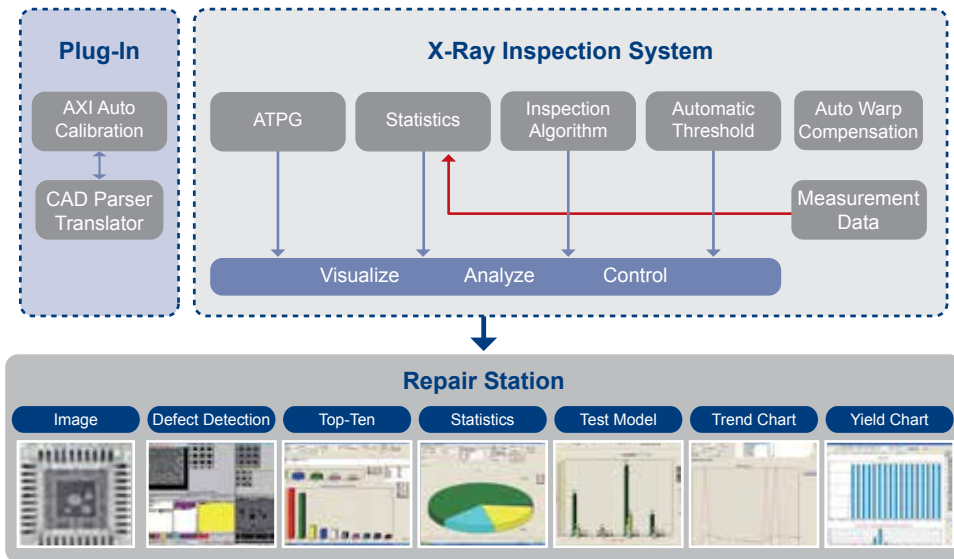 Plug-In
AXI Auto
Calibration
CAD Parser
Translator
X-Ray Inspection System
ATPG
Statistics
Inspection
Algorithm
Automatic
Threshold
Auto Warp
Compensation
Measurement
Data
Visualize Analyze Control
Repair Station
Image
Defect Detection
Top-Ten
Statistics
Test Model
Trend Chart
Yield Chart